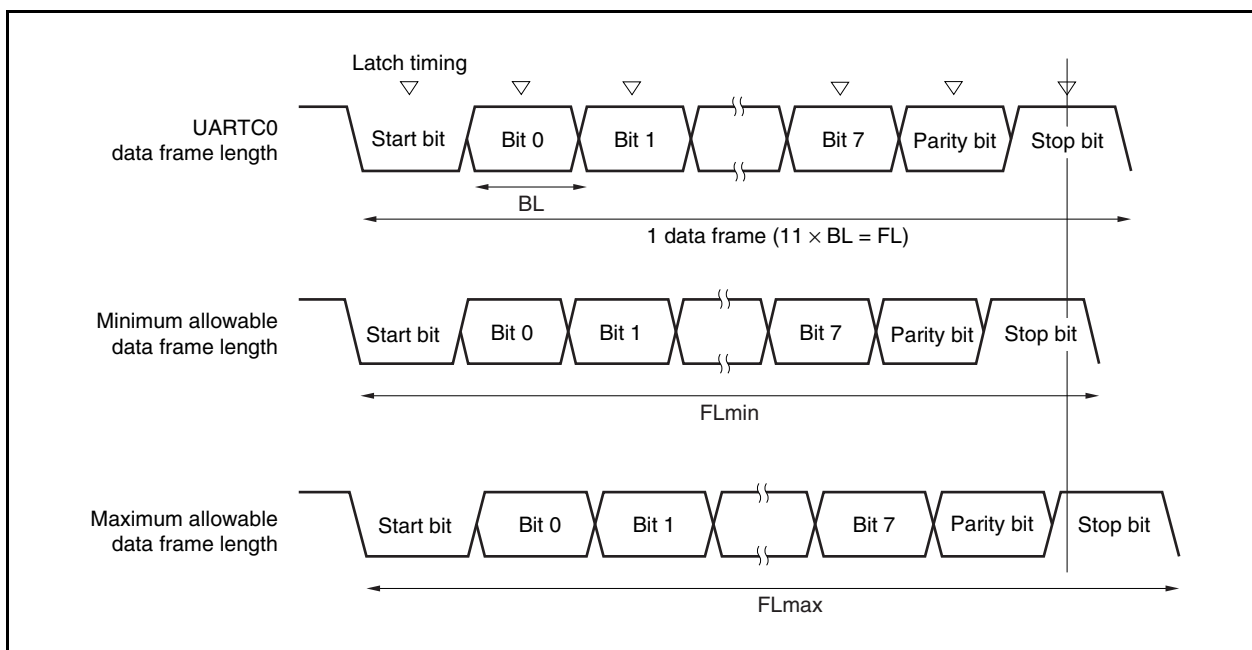 Latch timing
UARTC0
data frame length
Start bit
Bit 0
Bit 1
Bit 7
Parity bit
Stop bit
BL
1 data frame (11 × BL = FL)
Minimum allowable
data frame length
Start bit
Bit 0
Bit 1
Bit 7
Parity bit
Stop bit
FLmin
Maximum allowable
data frame length
Start bit
Bit 0
Bit 1
Bit 7
Parity bit
Stop bit
FLmax